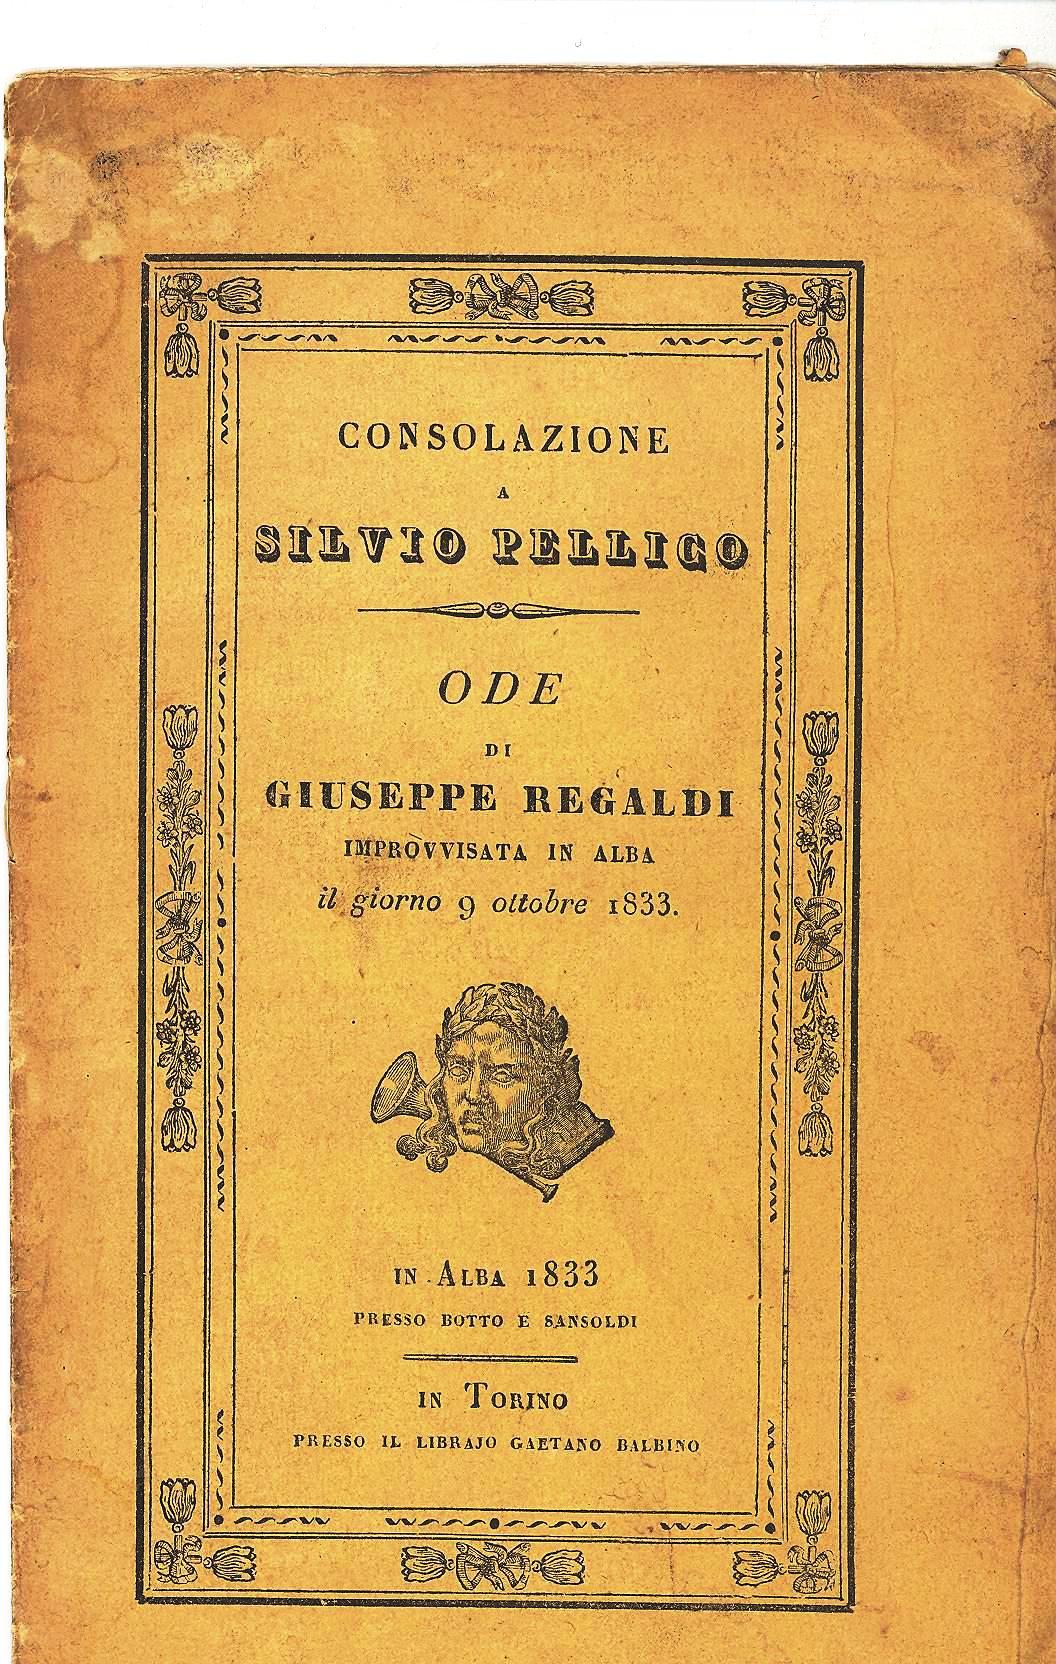 CONSOLAZIONE
A
SILVIO PELLICO
ODE
DI
GIUSEPPE REGALDI
IMPROVVISATA IN ALBA
il giorno 9 ottobre 1833.
IN ALBA 1833
PRESSO BOTTO E SANSOLDI
IN TORINO
PRESSO IL LIBRAJO GAETANO BALBINO